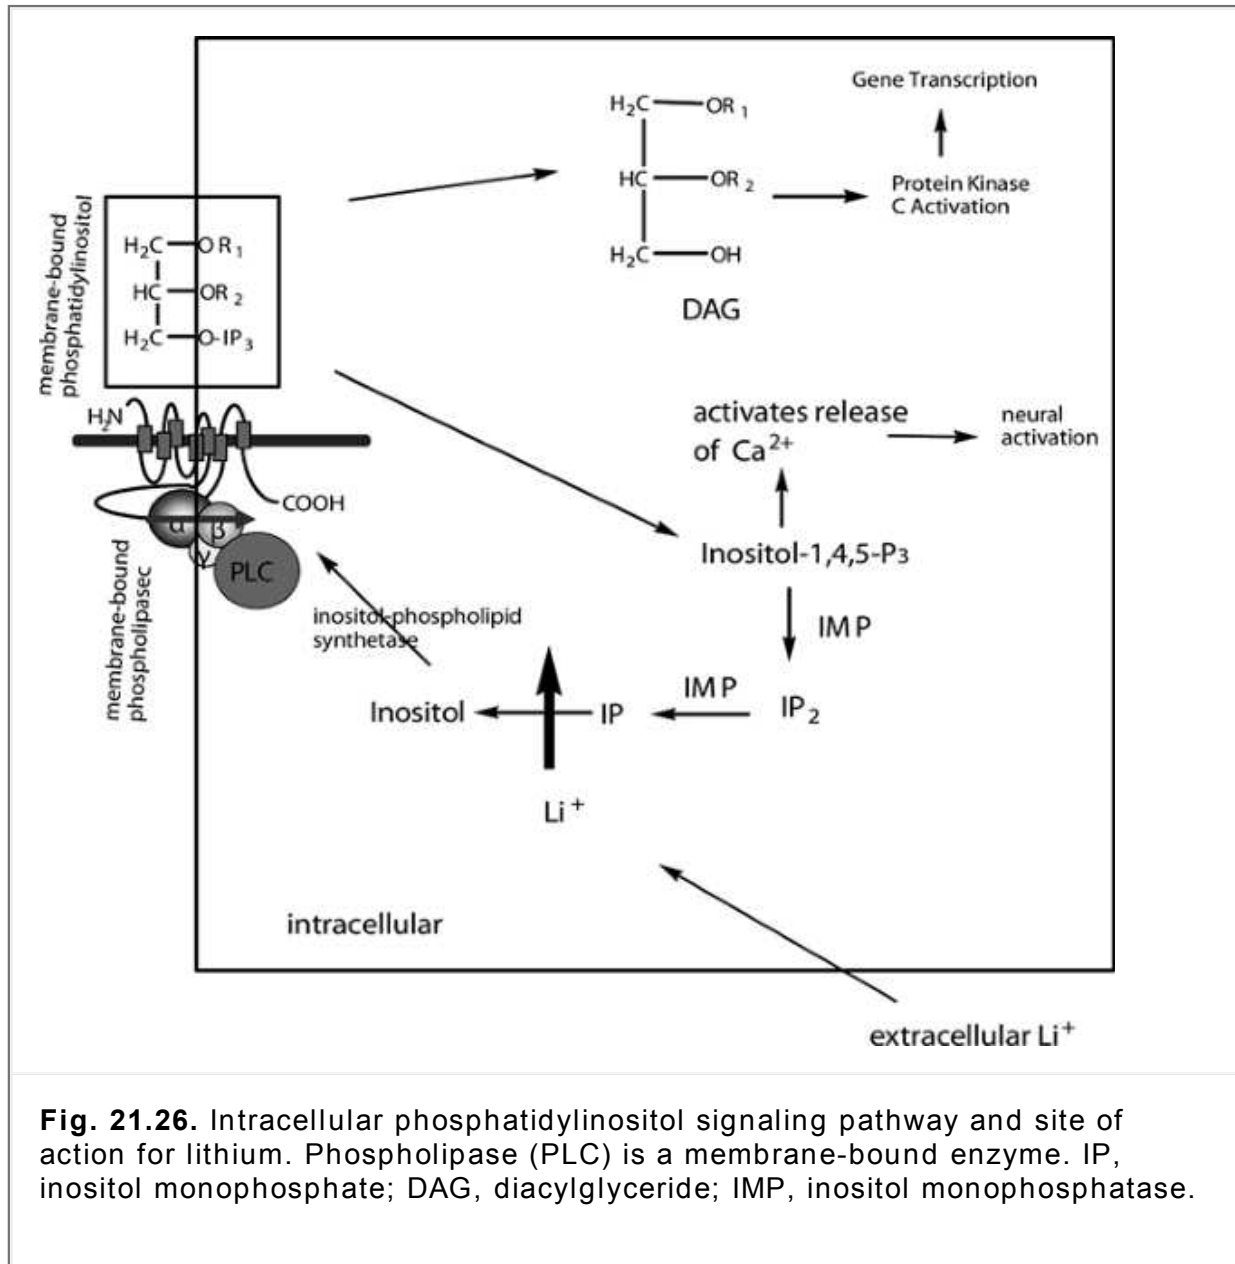 Gene Transcription
H₂C—OR₁
HC—OR₂
H₂C—OH
DAG
Protein Kinase
C Activation
membrane-bound
phosphatidylinositol
H₂C—OR₁
HC—OR₂
H₂C—O-IP₃
H₂N
COOH
α
β
γ
PLC
membrane-bound
phospholipasec
activates release
of Ca²⁺
neural
activation
Inositol-1,4,5-P₃
IMP
IP₂
IMP
IP
Inositol
inositol-phospholipid
synthetase
Li⁺
intracellular
extracellular Li⁺
Fig. 21.26. Intracellular phosphatidylinositol signaling pathway and site of
action for lithium. Phospholipase (PLC) is a membrane-bound enzyme. IP,
inositol monophosphate; DAG, diacylglyceride; IMP, inositol monophosphatase.